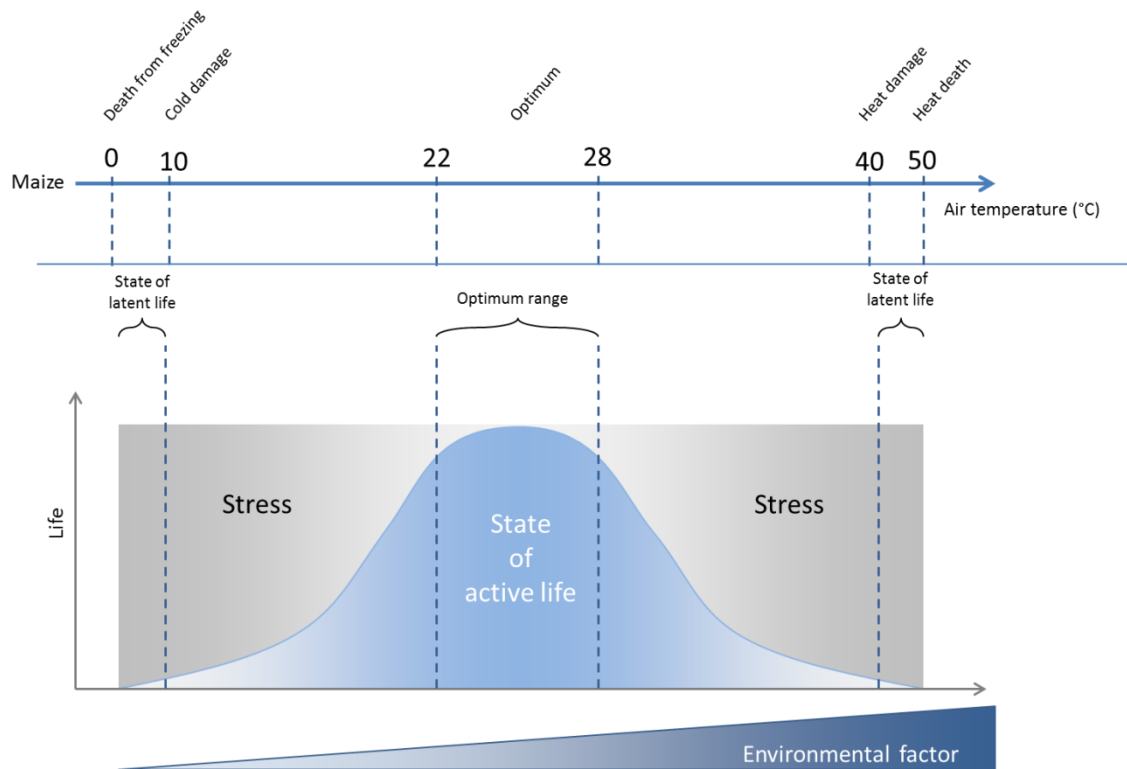 Death from freezing
Cold damage
Optimum
Heat damage
Heat death
0 10 22 28 40 50
Maize
Air temperature (°C)
State of
latent life
Optimum range
State of
latent life
Life
Stress
Stress
State
of
active life
Environmental factor